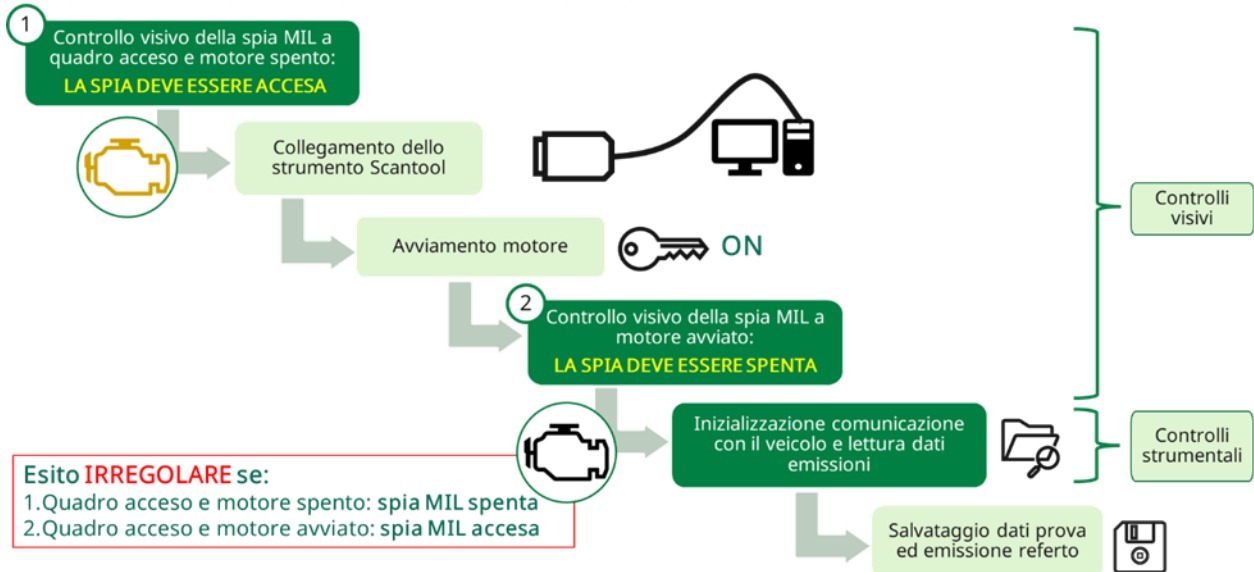 1
Controllo visivo della spia MIL a
quadro acceso e motore spento:
LA SPIA DEVE ESSERE ACCESA
Collegamento dello
strumento Scantool
Avviamento motore
ON
2
Controllo visivo della spia MIL a
motore avviato:
LA SPIA DEVE ESSERE SPENTA
Controlli
visivi
Inizializzazione comunicazione
con il veicolo e lettura dati
emissioni
Controlli
strumentali
Esito IRREGOLARE se:
1.Quadro acceso e motore spento: spia MIL spenta
2.Quadro acceso e motore avviato: spia MIL accesa
Salvataggio dati prova
ed emissione referto